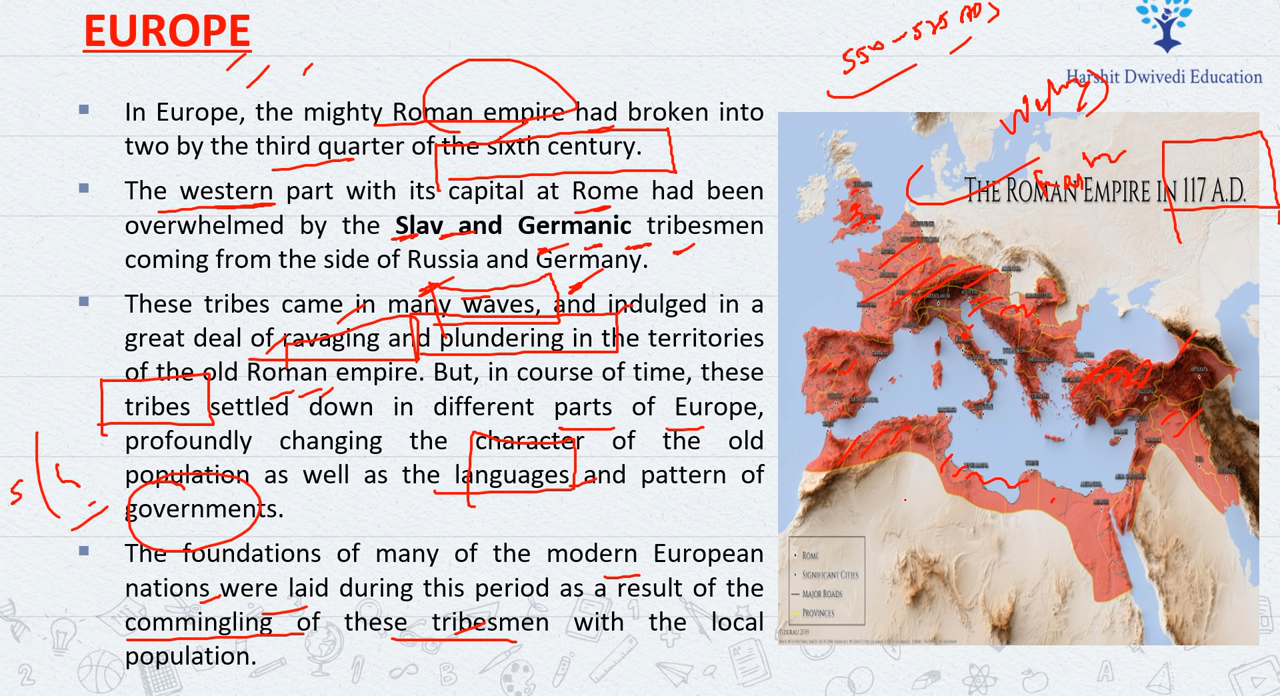 EUROPE
550-575 AD
Harshit Dwivedi Education
In Europe, the mighty Roman empire had broken into
two by the third quarter of the sixth century.
The western part with its capital at Rome had been
overwhelmed by the Slav and Germanic tribesmen
coming from the side of Russia and Germany.
These tribes came in many waves, and indulged in a
great deal of ravaging and plundering in the territories
of the old Roman empire. But, in course of time, these
tribes settled down in different parts of Europe,
profoundly changing the character of the old
population as well as the languages and pattern of
governments.
The foundations of many of the modern European
nations were laid during this period as a result of the
commingling of these tribesmen with the local
population.
THE ROMAN EMPIRE IN 117 A.D.
ROME
SIGNIFICANT CITIES
MAJOR ROADS
PROVINCES